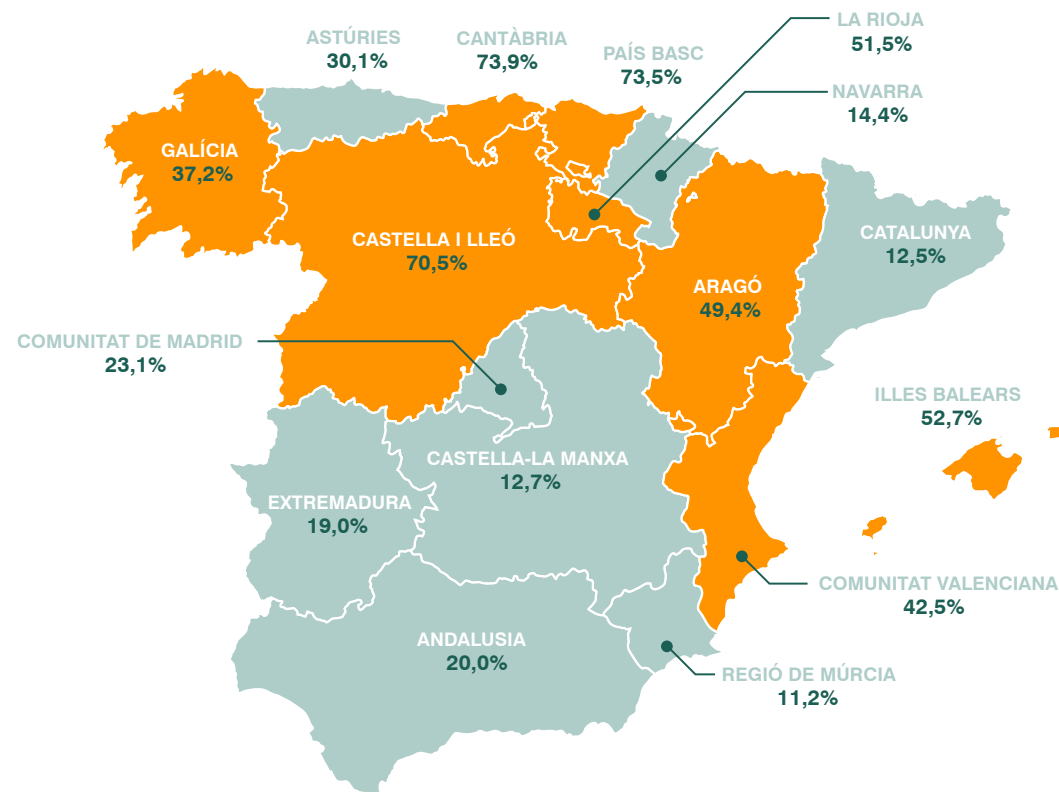 LA RIOJA
51,5%
ASTÚRIES
30,1%
CANTÀBRIA
73,9%
PAÍS BASC
73,5%
NAVARRA
14,4%
GALÍCIA
37,2%
CASTELLA I LLEÓ
70,5%
CATALUNYA
12,5%
ARAGÓ
49,4%
COMUNITAT DE MADRID
23,1%
ILLES BALEARS
52,7%
CASTELLA-LA MANXA
12,7%
EXTREMADURA
19,0%
COMUNITAT VALENCIANA
42,5%
ANDALUSIA
20,0%
REGIÓ DE MÚRCIA
11,2%